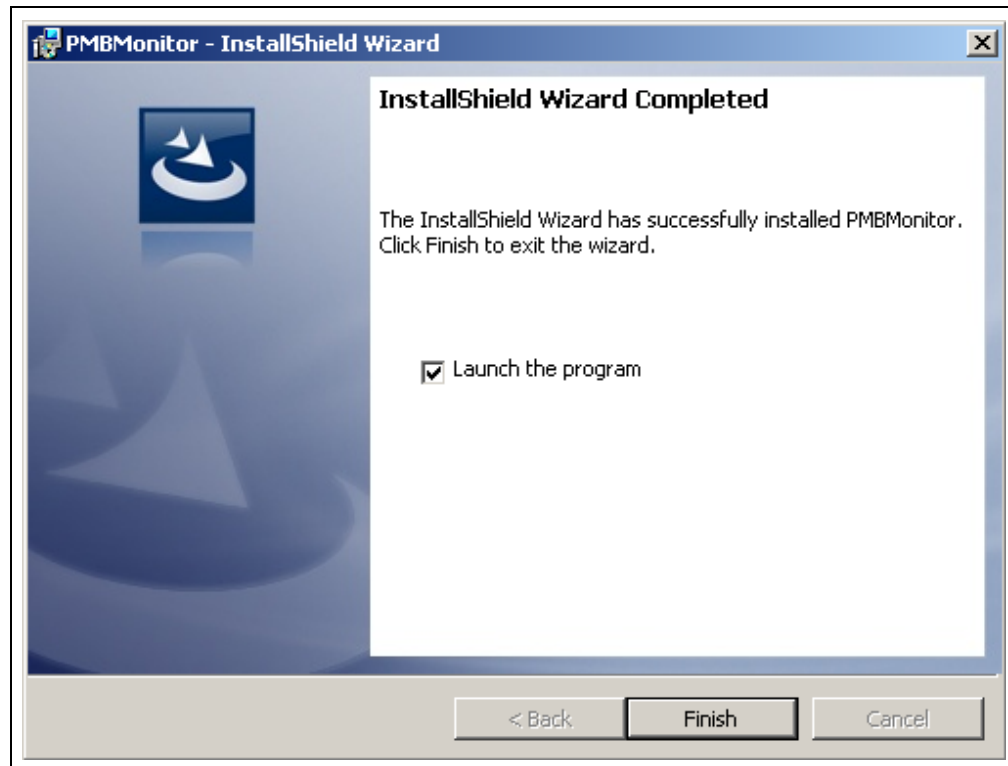 PMBMonitor - InstallShield Wizard
InstallShield Wizard Completed
The InstallShield Wizard has successfully installed PMBMonitor.
Click Finish to exit the wizard.
Launch the program
< Back
Finish
Cancel